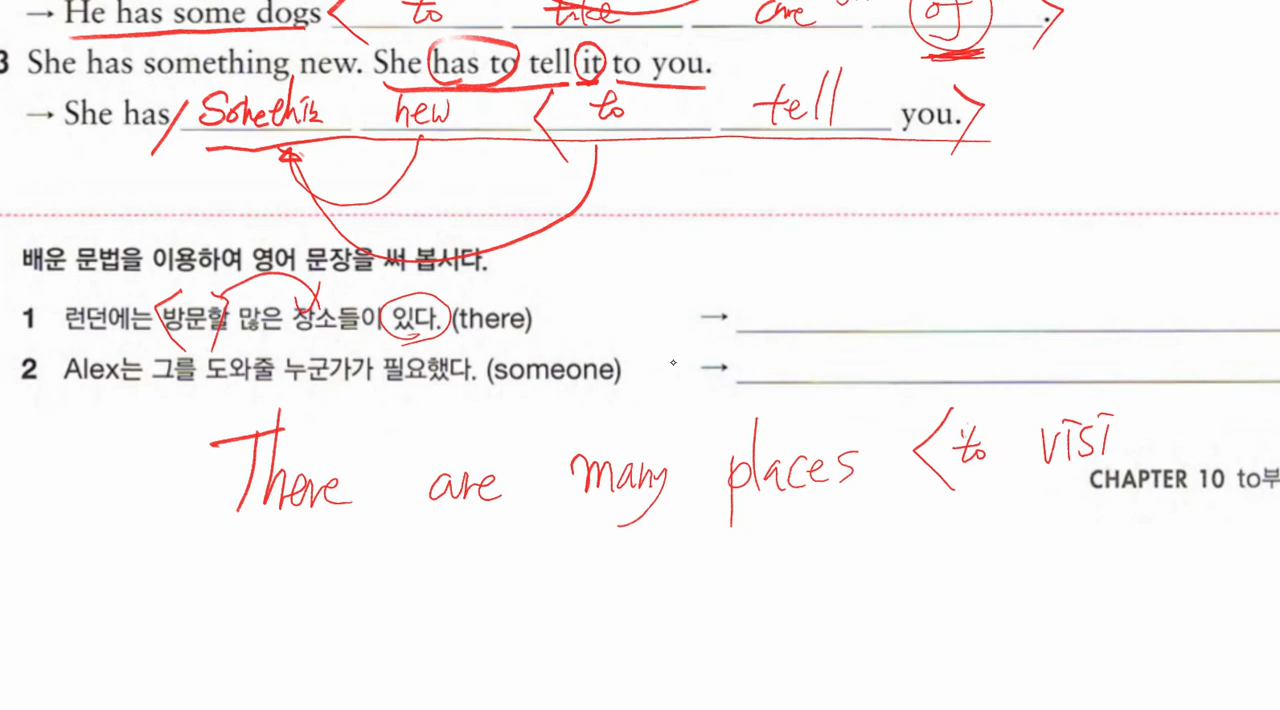 → He has some dogs < to take care of . >
3 She has something new. She has to tell it to you.
→ She has / Somethis new < to tell you. >
배운 문법을 이용하여 영어 문장을 써 봅시다.
1 런던에는 방문할 많은 장소들이 있다. (there) →
2 Alex는 그를 도와줄 누군가가 필요했다. (someone) →
There are many places < to visi
CHAPTER 10 to부